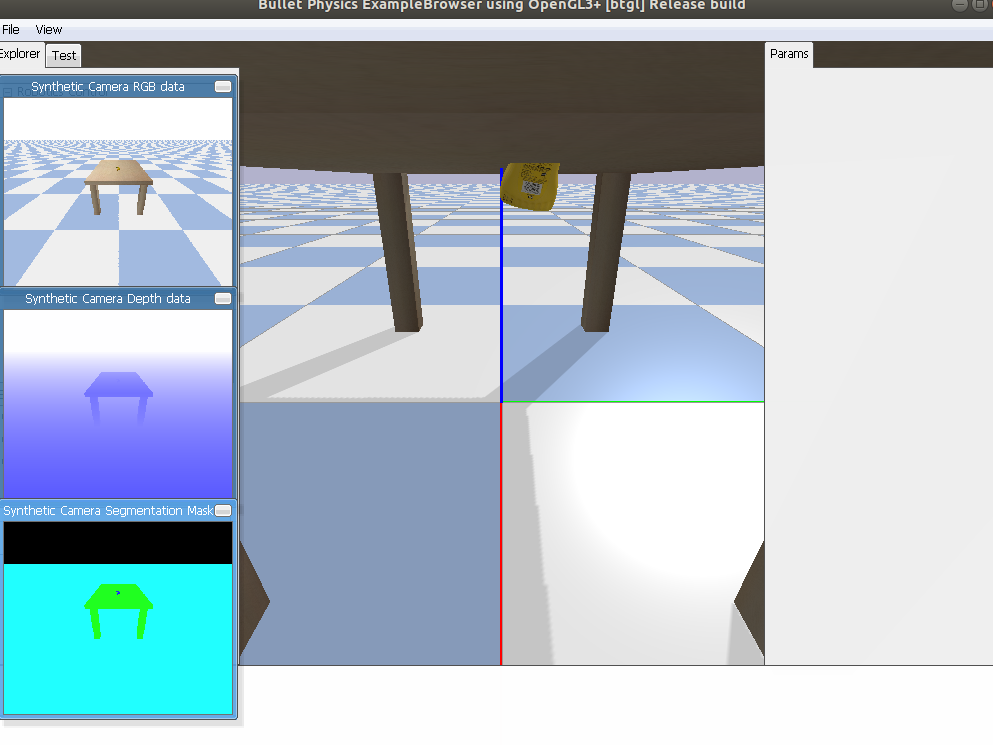 Bullet Physics ExampleBrowser using OpenGL3+ [btgl] Release build
File View
Explorer Test Params
Synthetic Camera RGB data
Synthetic Camera Depth data
Synthetic Camera Segmentation Mask